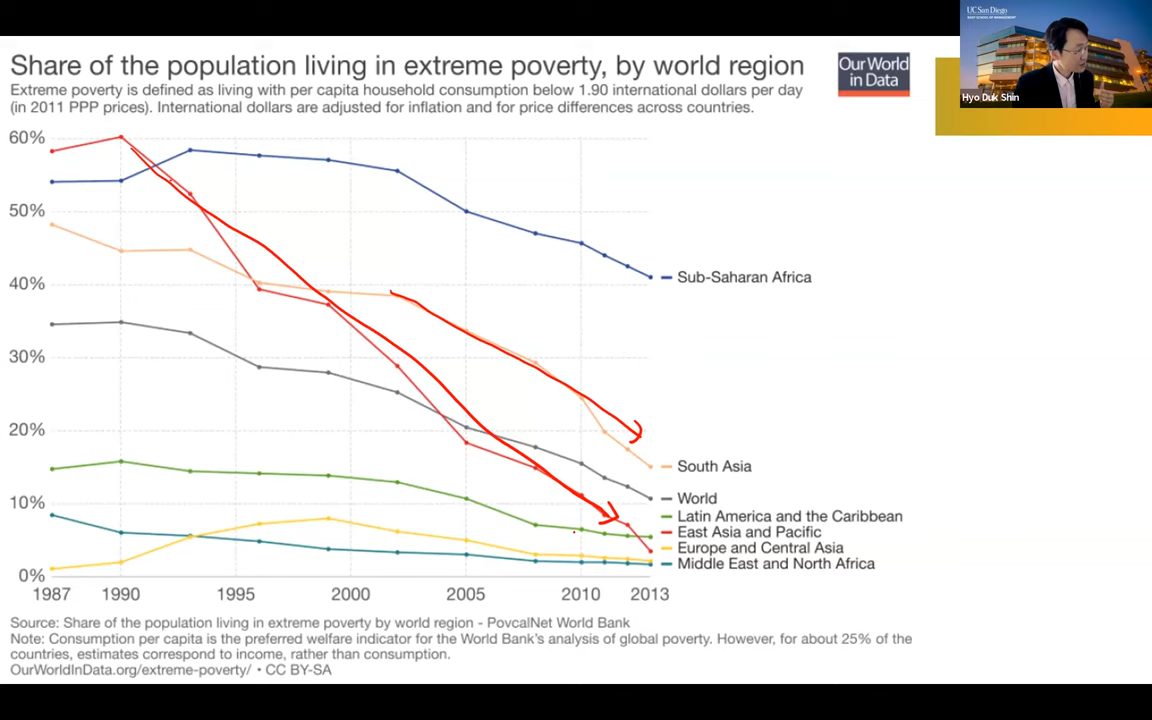 Share of the population living in extreme poverty, by world region
Extreme poverty is defined as living with per capita household consumption below 1.90 international dollars per day
(in 2011 PPP prices). International dollars are adjusted for inflation and for price differences across countries.
Our World
in Data
UC San Diego
RADY SCHOOL OF MANAGEMENT
Hyo Duk Shin
60%
50%
40%
30%
20%
10%
0%
1987
1990
1995
2000
2005
2010
2013
Sub-Saharan Africa
South Asia
World
Latin America and the Caribbean
East Asia and Pacific
Europe and Central Asia
Middle East and North Africa
Source: Share of the population living in extreme poverty by world region - PovcalNet World Bank
Note: Consumption per capita is the preferred welfare indicator for the World Bank's analysis of global poverty. However, for about 25% of the
countries, estimates correspond to income, rather than consumption.
OurWorldInData.org/extreme-poverty/ • CC BY-SA